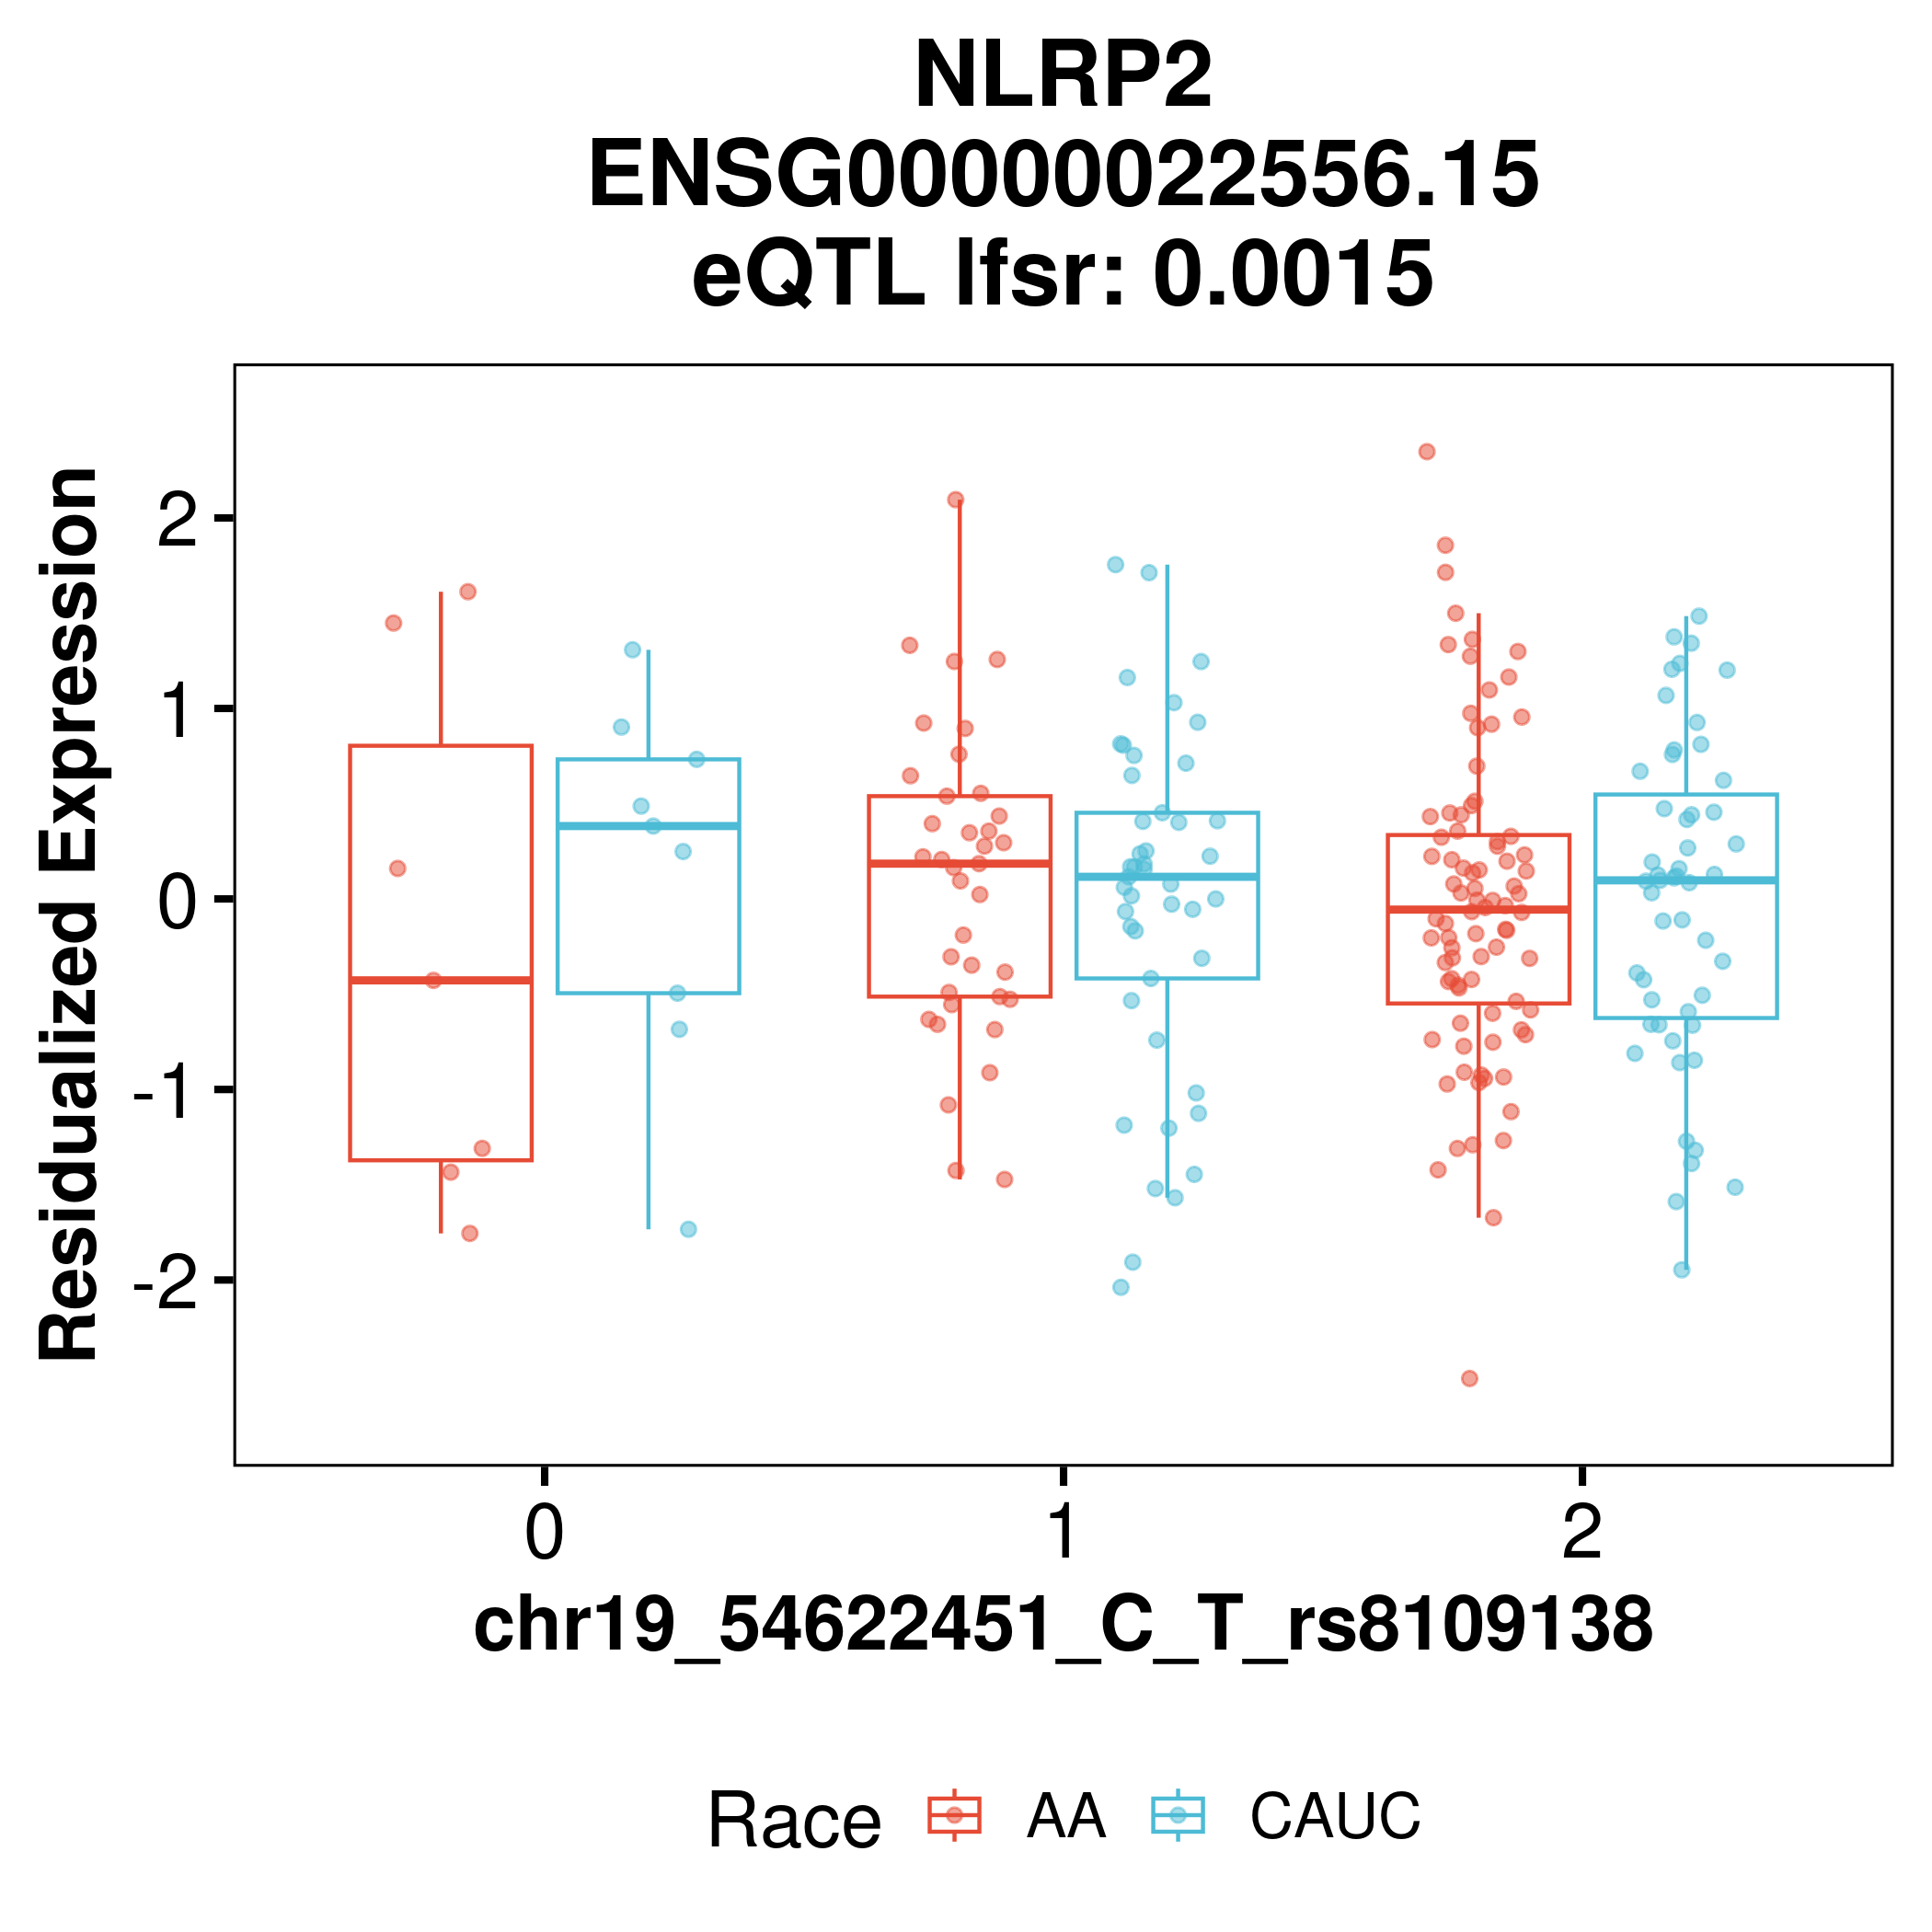 NLRP2
ENSG00000022556.15
eQTL lfsr: 0.0015
Residualized Expression
2
1
0
-1
-2
0 1 2
chr19_54622451_C_T_rs8109138
Race AA CAUC